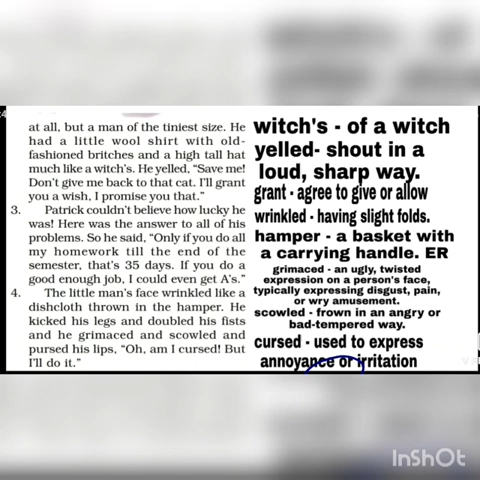 at all, but a man of the tiniest size. He
had a little wool shirt with old-
fashioned britches and a high tall hat
much like a witch's. He yelled, "Save me!
Don't give me back to that cat. I'll grant
you a wish, I promise you that."
3. Patrick couldn't believe how lucky he
was! Here was the answer to all of his
problems. So he said, "Only if you do all
my homework till the end of the
semester, that's 35 days. If you do a
good enough job, I could even get A's."
4. The little man's face wrinkled like a
dishcloth thrown in the hamper. He
kicked his legs and doubled his fists
and he grimaced and scowled and
pursed his lips, "Oh, am I cursed! But
I'll do it."
witch's - of a witch
yelled- shout in a
loud, sharp way.
grant - agree to give or allow
wrinkled - having slight folds.
hamper - a basket with
a carrying handle. ER
grimaced - an ugly, twisted
expression on a person's face,
typically expressing disgust, pain,
or wry amusement.
scowled - frown in an angry or
bad-tempered way.
cursed - used to express
annoyance or irritation
InShOt